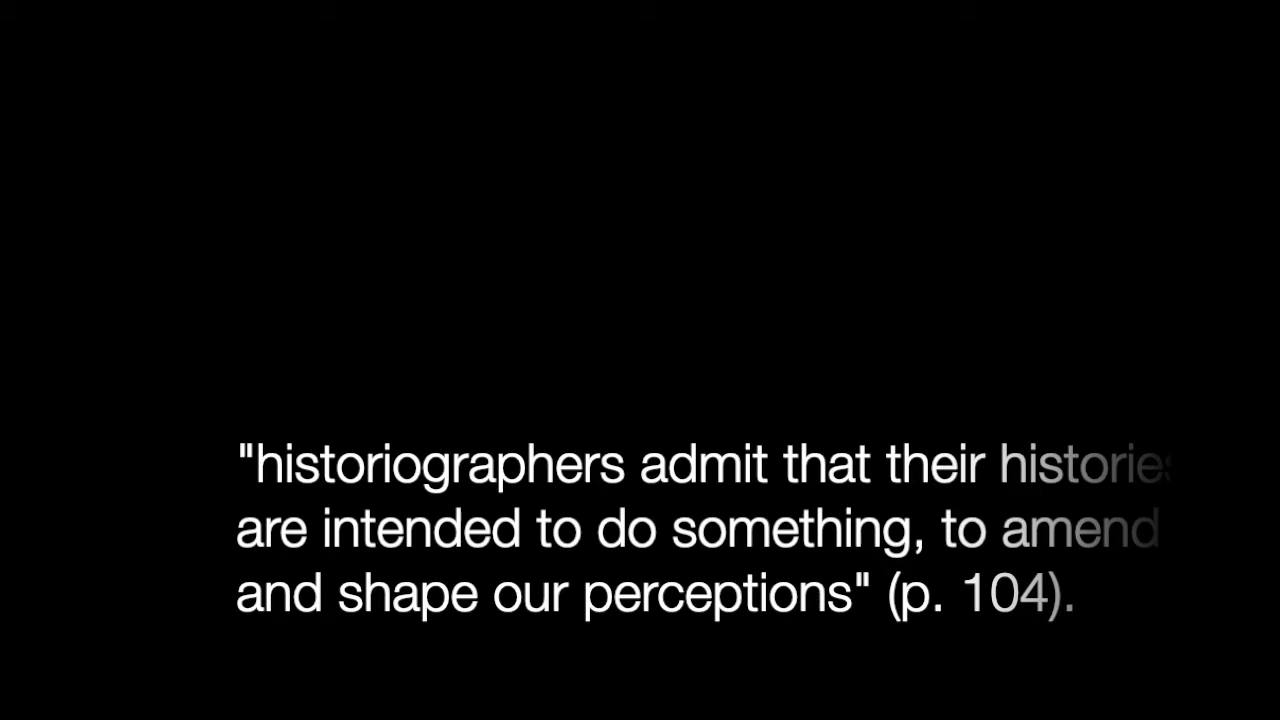 "historiographers admit that their histories
are intended to do something, to amend
and shape our perceptions" (p. 104).